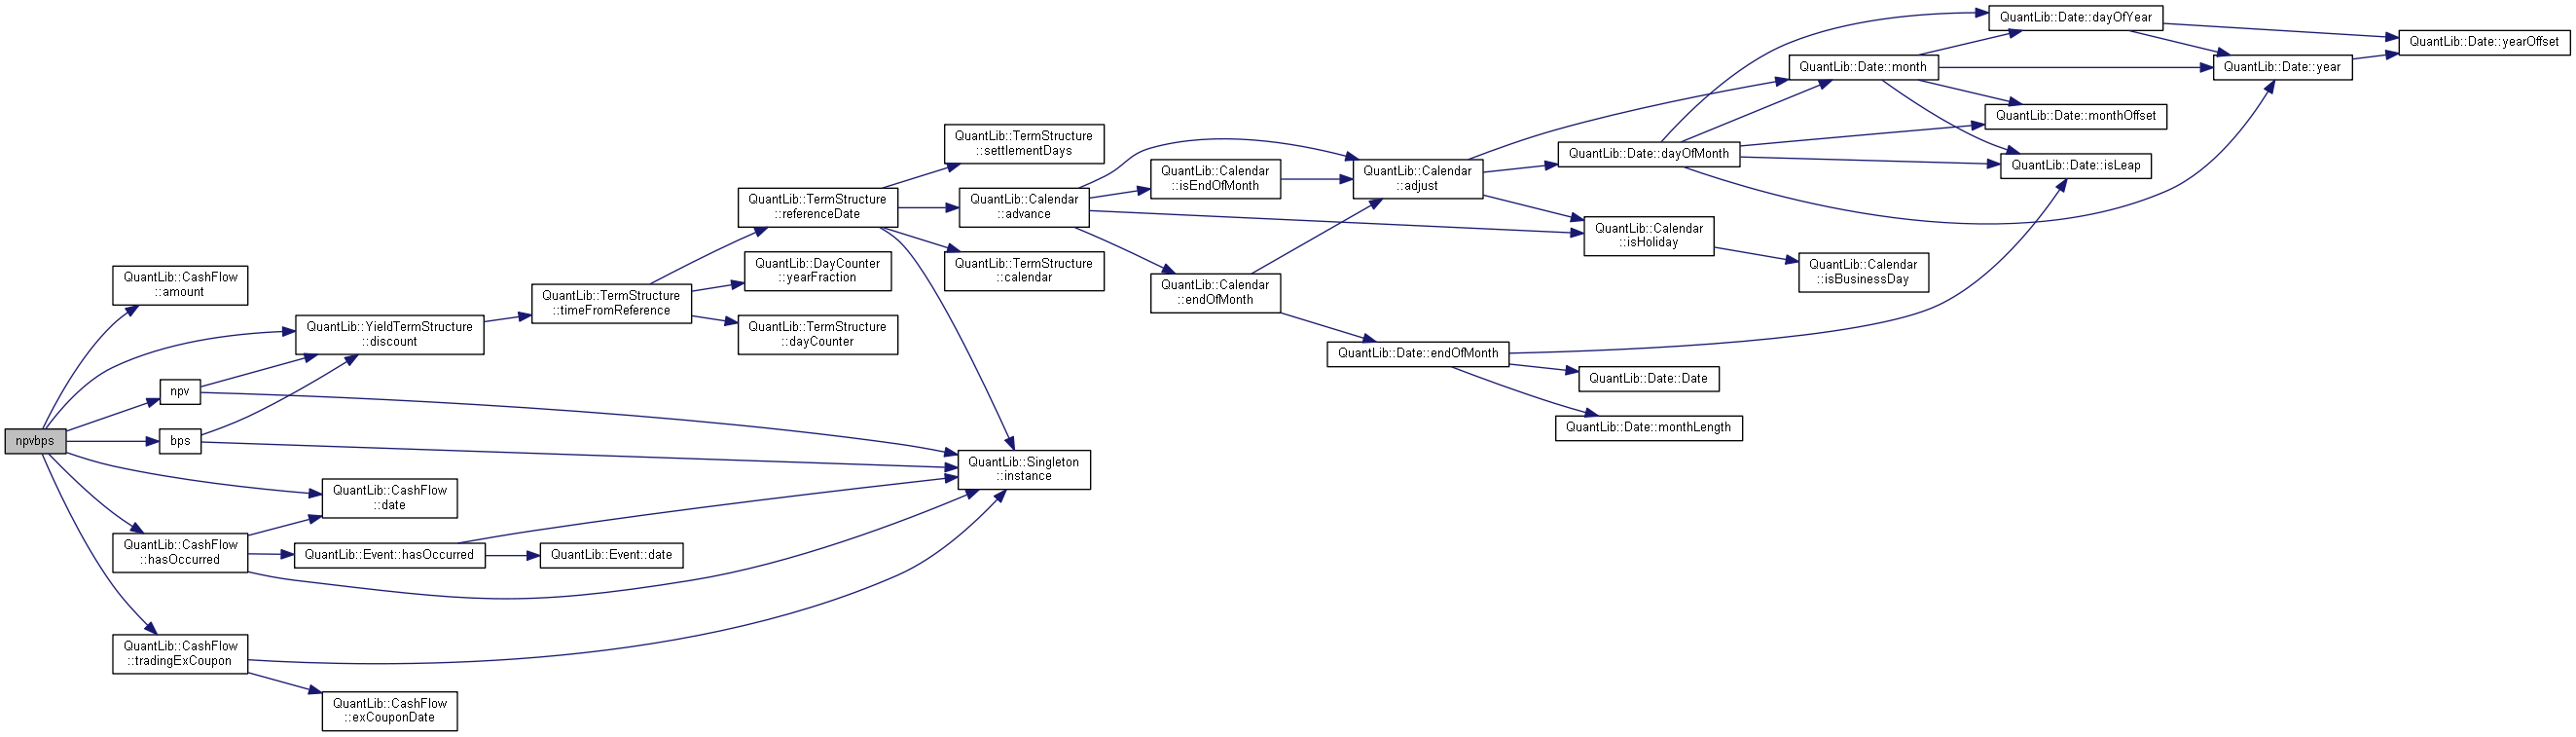 npvbps
QuantLib::CashFlow
::amount
QuantLib::YieldTermStructure
::discount
npv
bps
QuantLib::CashFlow
::date
QuantLib::CashFlow
::hasOccurred
QuantLib::CashFlow
::tradingExCoupon
QuantLib::CashFlow
::exCouponDate
QuantLib::Event::hasOccurred
QuantLib::Event::date
QuantLib::TermStructure
::timeFromReference
QuantLib::TermStructure
::referenceDate
QuantLib::DayCounter
::yearFraction
QuantLib::TermStructure
::dayCounter
QuantLib::TermStructure
::settlementDays
QuantLib::Calendar
::advance
QuantLib::TermStructure
::calendar
QuantLib::Singleton
::instance
QuantLib::Calendar
::isEndOfMonth
QuantLib::Calendar
::endOfMonth
QuantLib::Calendar
::adjust
QuantLib::Date::endOfMonth
QuantLib::Date::dayOfMonth
QuantLib::Calendar
::isHoliday
QuantLib::Date::Date
QuantLib::Date::monthLength
QuantLib::Date::month
QuantLib::Calendar
::isBusinessDay
QuantLib::Date::dayOfYear
QuantLib::Date::monthOffset
QuantLib::Date::isLeap
QuantLib::Date::year
QuantLib::Date::yearOffset